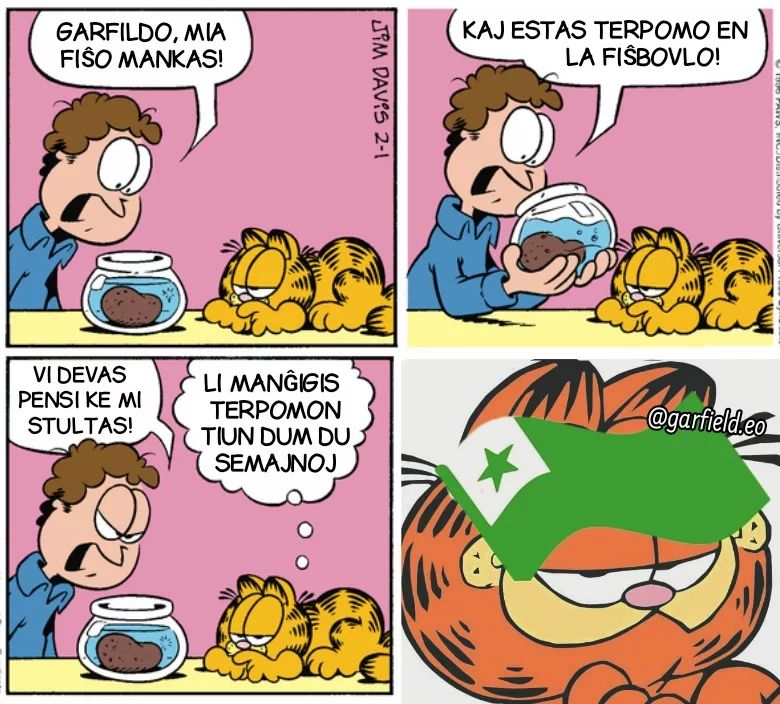 GARFILDO, MIA
FIŜO MANKAS!
JIM DAVIS 2-1
KAJ ESTAS TERPOMO EN
LA FIŜBOVLO!
VI DEVAS
PENSI KE MI
STULTAS!
LI MANĜIGIS
TERPOMON
TIUN DUM DU
SEMAJNOJ
@garfield.eo